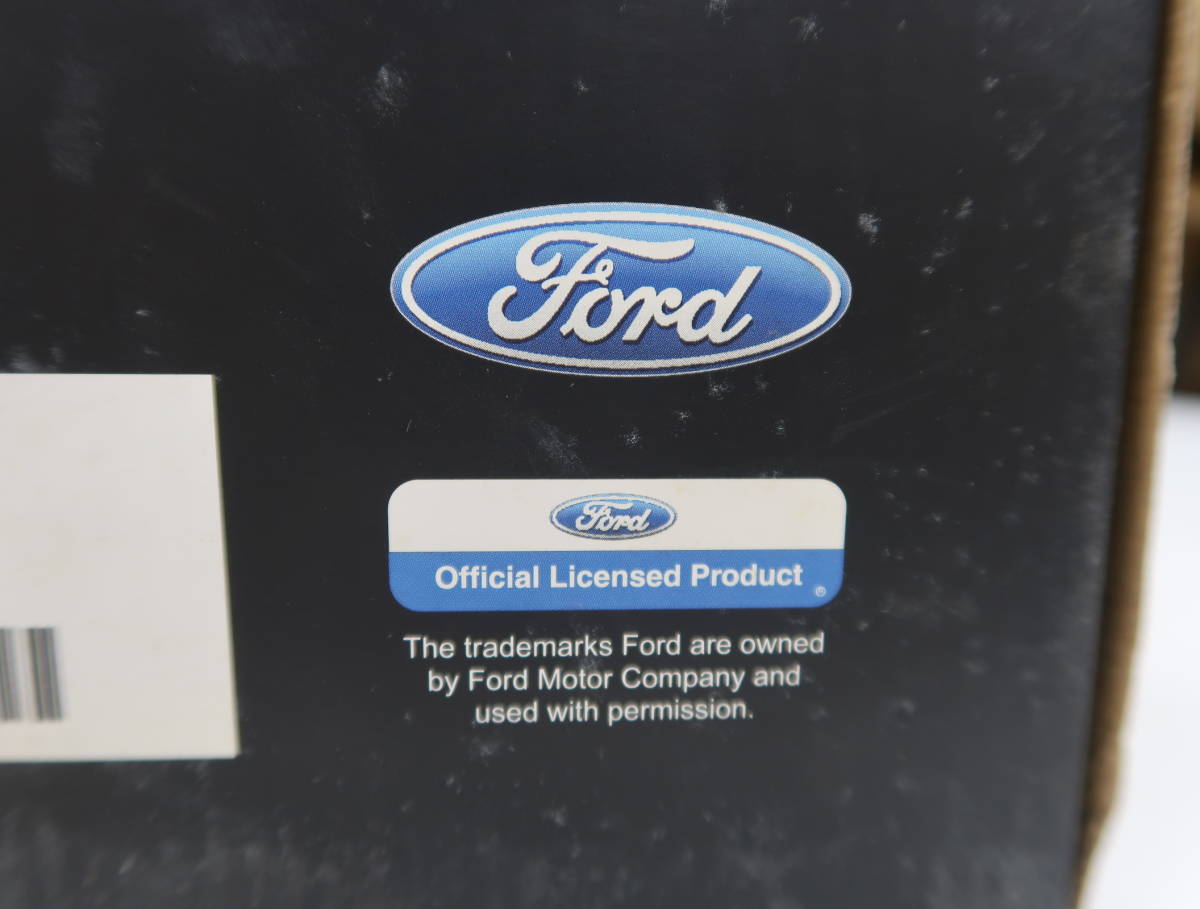 Ford
Ford
Official Licensed Product ®
The trademarks Ford are owned
by Ford Motor Company and
used with permission.